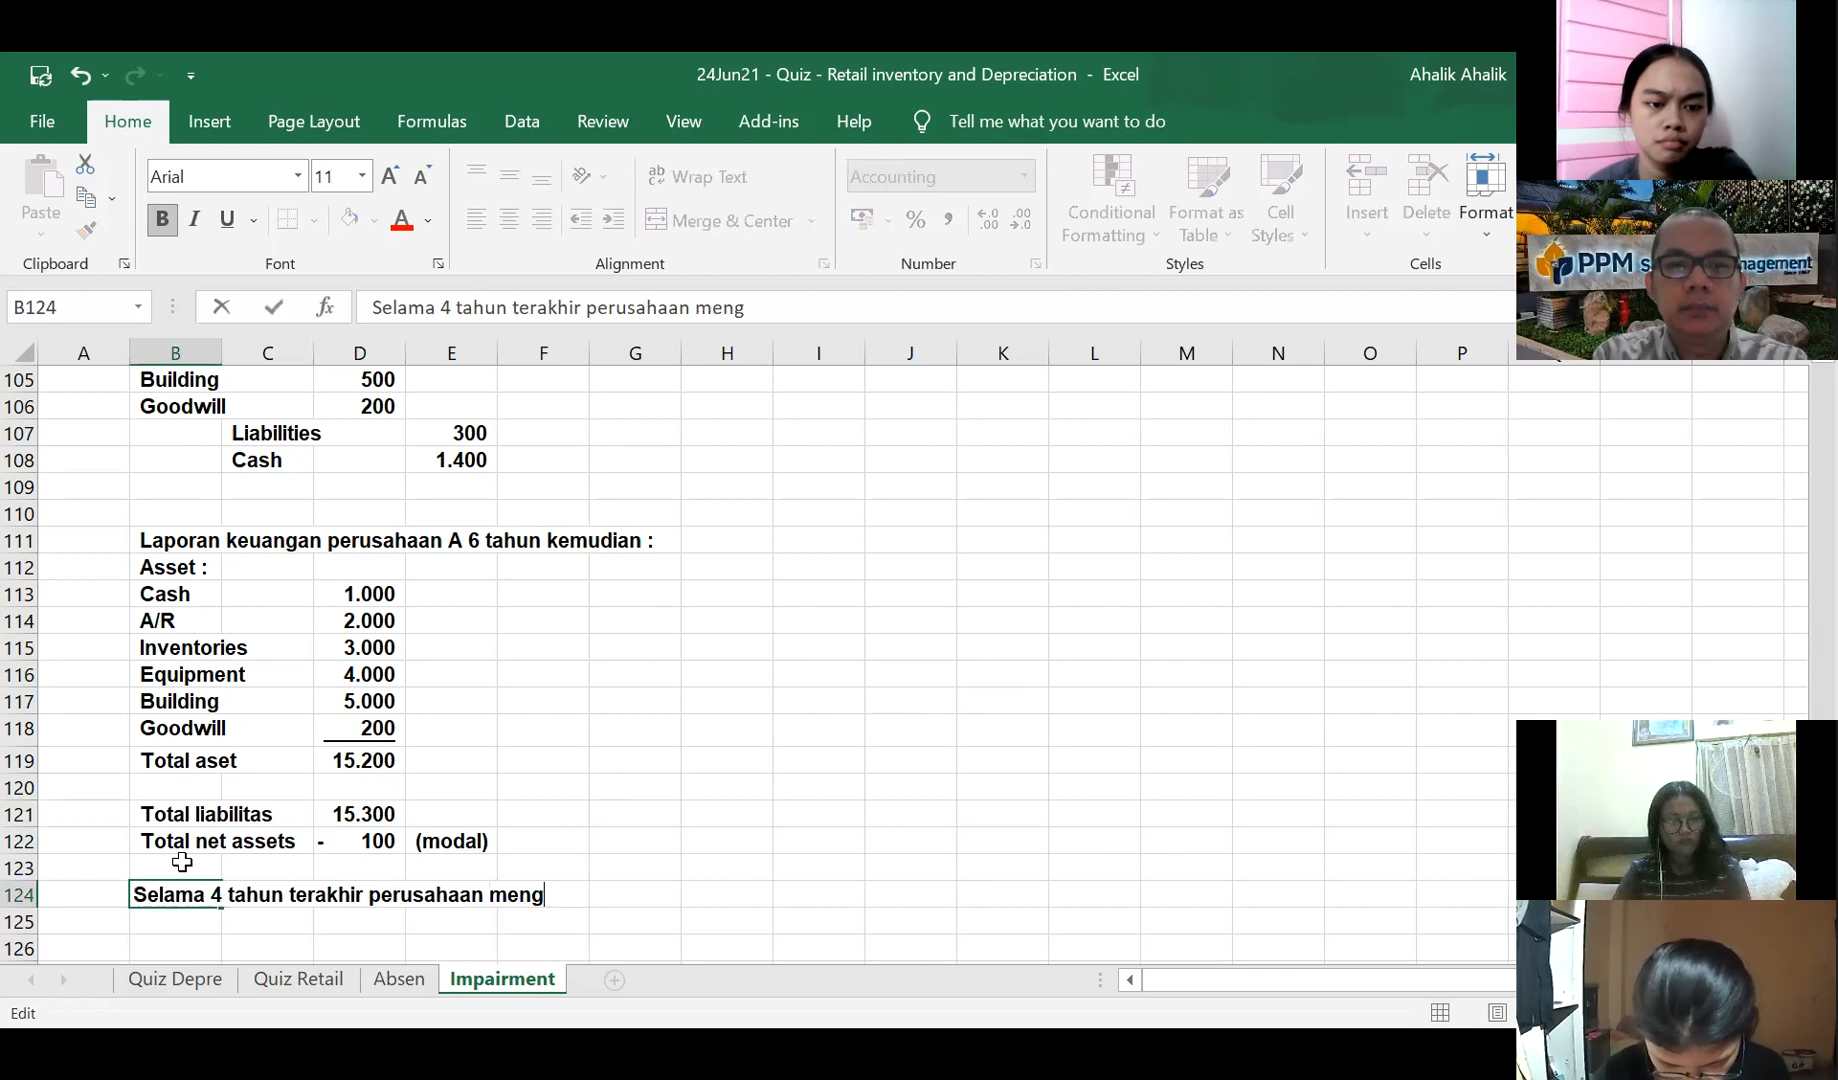 24Jun21 - Quiz - Retail inventory and Depreciation - Excel
Ahalik Ahalik
File Home Insert Page Layout Formulas Data Review View Add-ins Help Tell me what you want to do
Paste
Clipboard
Arial 11
B I U A
Font
ab Wrap Text
Merge & Center
Alignment
Accounting
% , .00
Number
Conditional Formatting
Format as Table
Cell Styles
Styles
Insert Delete Format
Cells
PPM
B124 fx Selama 4 tahun terakhir perusahaan meng
A B C D E F G H I J K L M N O P
105 Building 500
106 Goodwill 200
107 Liabilities 300
108 Cash 1.400
109
110
111 Laporan keuangan perusahaan A 6 tahun kemudian :
112 Asset :
113 Cash 1.000
114 A/R 2.000
115 Inventories 3.000
116 Equipment 4.000
117 Building 5.000
118 Goodwill 200
119 Total aset 15.200
120
121 Total liabilitas 15.300
122 Total net assets - 100 (modal)
123
124 Selama 4 tahun terakhir perusahaan meng
125
126
Quiz Depre Quiz Retail Absen Impairment
Edit